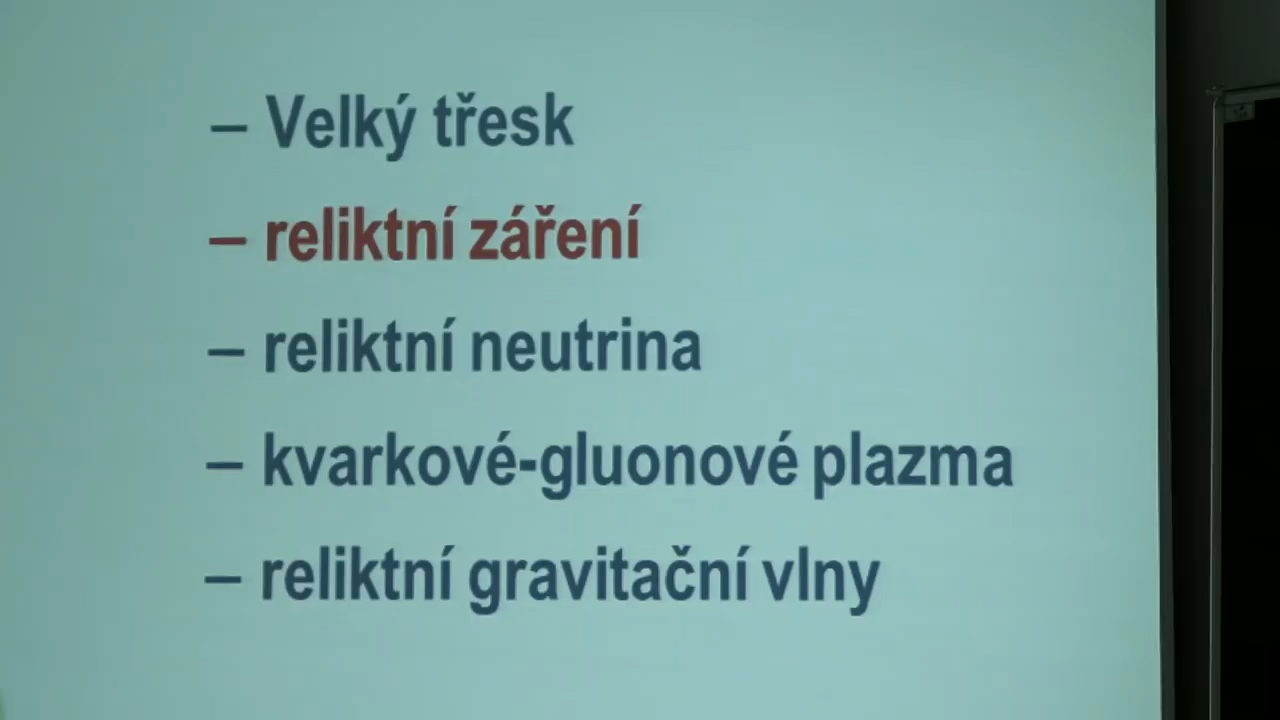 – Velký třesk
– reliktní záření
– reliktní neutrina
– kvarkové-gluonové plazma
– reliktní gravitační vlny